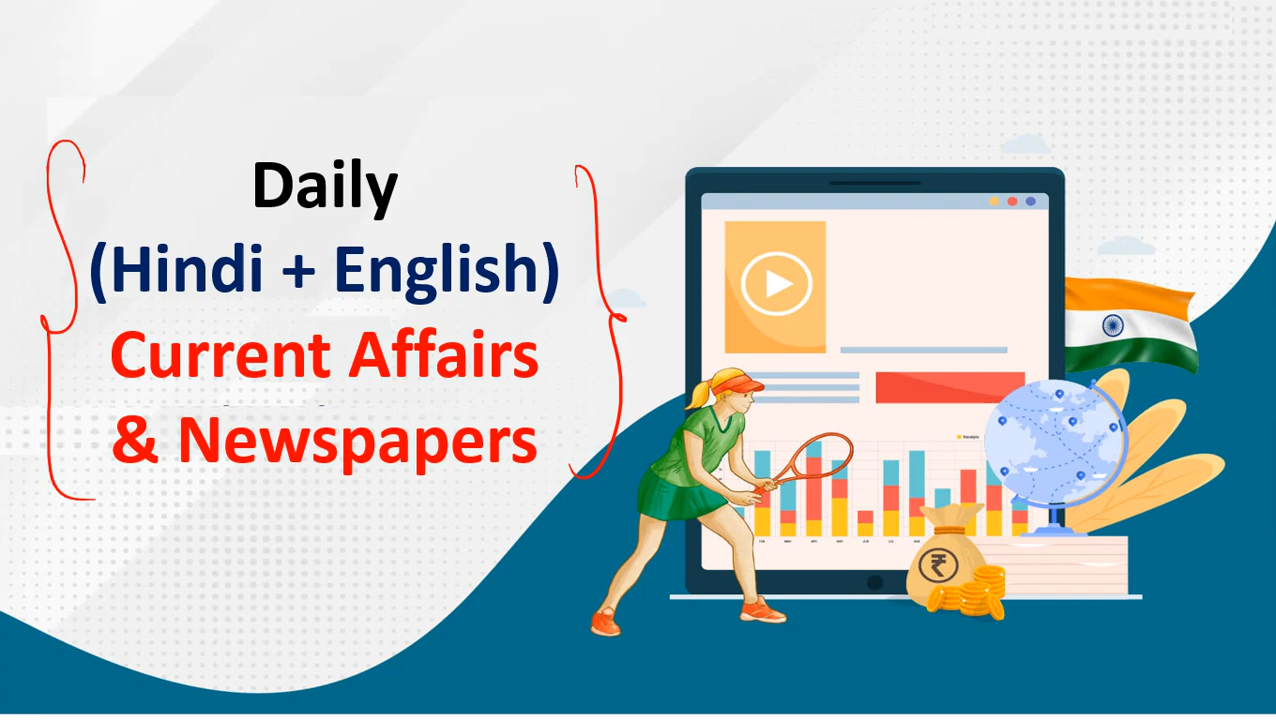 Daily
(Hindi + English)
Current Affairs
& Newspapers
₹